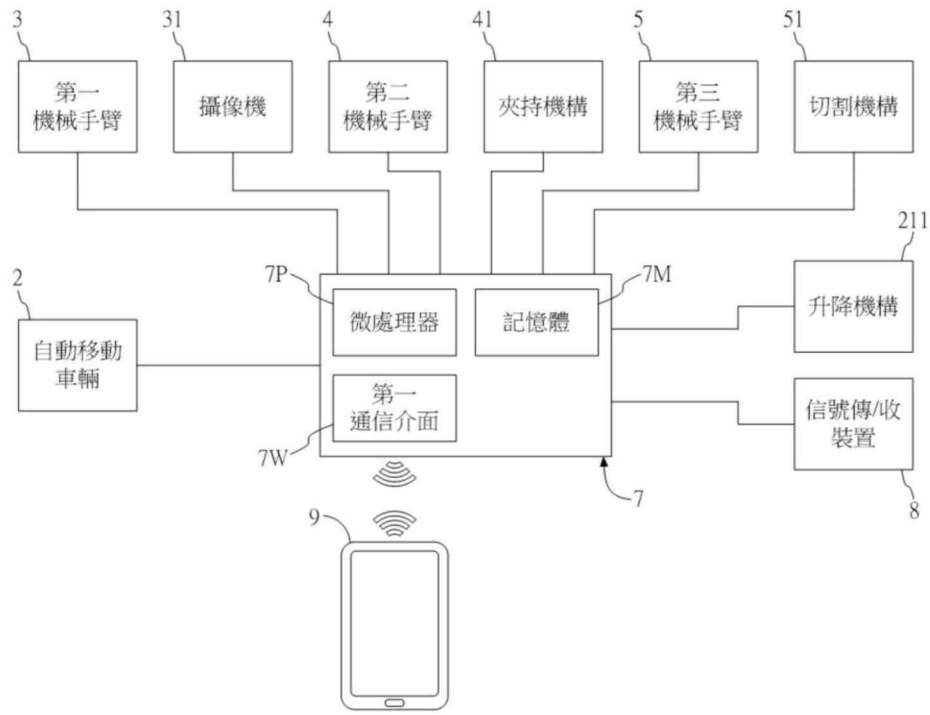 3
31
4
41
5
51
第一
機械手臂
攝像機
第二
機械手臂
夾持機構
第三
機械手臂
切割機構
211
升降機構
2
自動移動
車輛
7P
微處理器
7M
記憶體
第一
通信介面
7W
7
信號傳/收
裝置
8
9